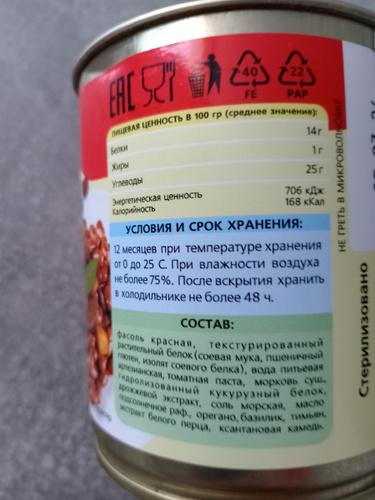 EAC
40
FE
22
PAP
ПИЩЕВАЯ ЦЕННОСТЬ В 100 гр (среднее значение):
Белки 14 г
Жиры 1 г
Углеводы 25 г
Энергетическая ценность 706 кДж
Калорийность 168 кКал
УСЛОВИЯ И СРОК ХРАНЕНИЯ:
12 месяцев при температуре хранения
от 0 до 25 С. При влажности воздуха
не более 75%. После вскрытия хранить
в холодильнике не более 48 ч.
СОСТАВ:
фасоль красная, текстурированный
растительный белок (соевая мука, пшеничный
глютен, изолят соевого белка), вода питьевая
артезианская, томатная паста, морковь суш.,
гидролизованный кукурузный белок,
дрожжевой экстракт, соль морская, масло
подсолнечное раф., орегано, базилик, тимьян,
экстракт белого перца, ксантановая камедь.
НЕ ГРЕТЬ В МИКРОВОЛНОВКЕ
Стерилизовано